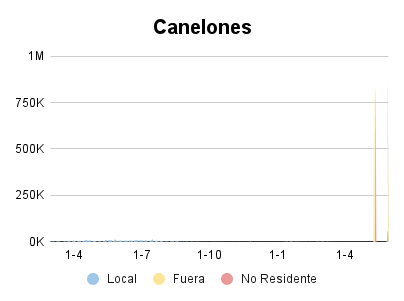 Canelones
1M
750K
500K
250K
0K
1-4 1-7 1-10 1-1 1-4
Local Fuera No Residente